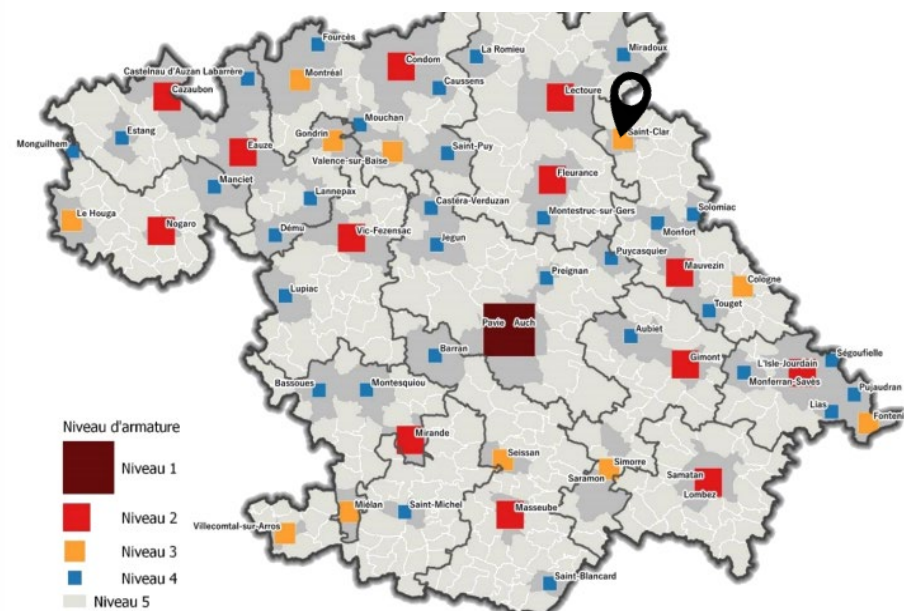 Fourcès
La Romieu
Miradoux
Condom
Castelnau d'Auzan Labarrère
Montréal
Cazaubon
Caussens
Lectoure
Mouchan
Saint-Clar
Estang
Gondrin
Monguilhem
Eauze
Valence-sur-Baïse
Saint-Puy
Fleurance
Manciet
Lannepax
Castéra-Verduzan
Solomiac
Le Houga
Montestruc-sur-Gers
Monfort
Nogaro
Dému
Vic-Fezensac
Jégun
Puycasquier
Mauvezin
Preignan
Cologne
Lupiac
Touget
Pavie Auch
Aubiet
Barran
Gimont
Ségoufielle
L'Isle-Jourdain
Monferran-Savès
Pujaudran
Bassoues
Montesquiou
Lias
Fonteni
Mirande
Seissan
Simorre
Saramon
Samatan
Lombez
Miélan
Saint-Michel
Masseube
Villecomtal-sur-Arros
Saint-Blancard
Niveau d'armature
Niveau 1
Niveau 2
Niveau 3
Niveau 4
Niveau 5